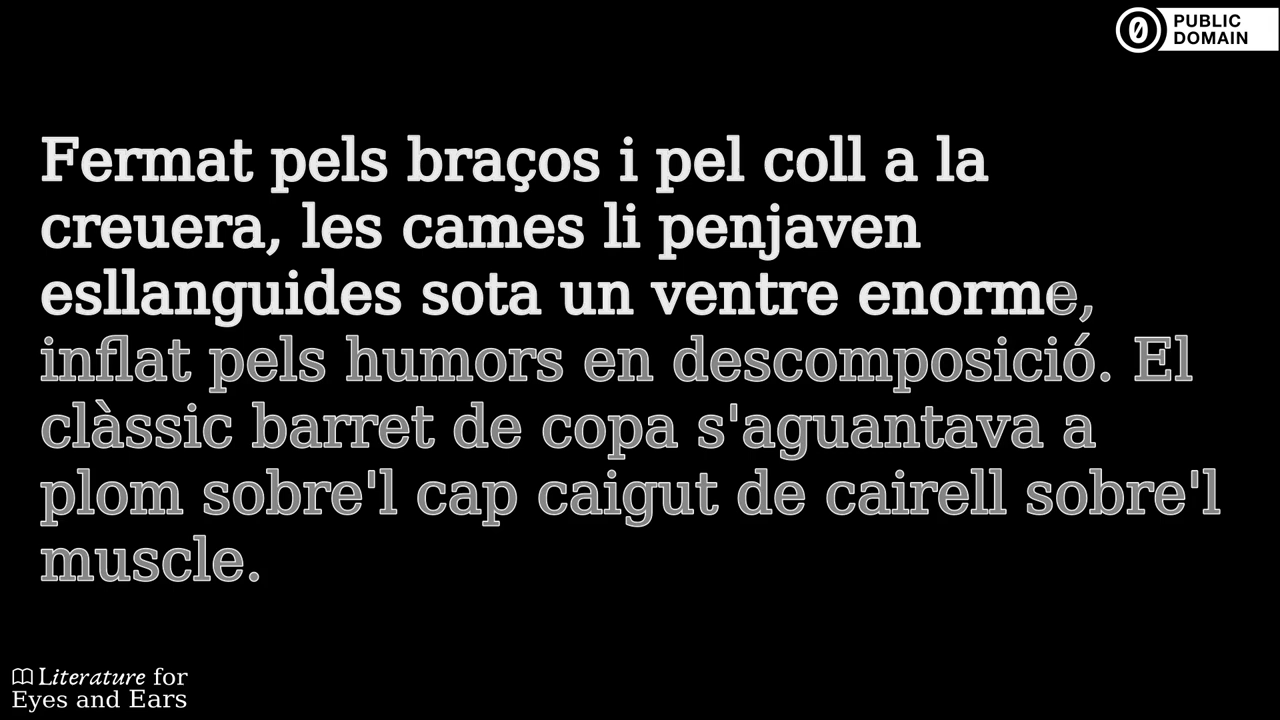 PUBLIC
DOMAIN
Fermat pels braços i pel coll a la
creuera, les cames li penjaven
esllanguides sota un ventre enorme,
inflat pels humors en descomposició. El
clàssic barret de copa s'aguantava a
plom sobre'l cap caigut de cairell sobre'l
muscle.
Literature for
Eyes and Ears